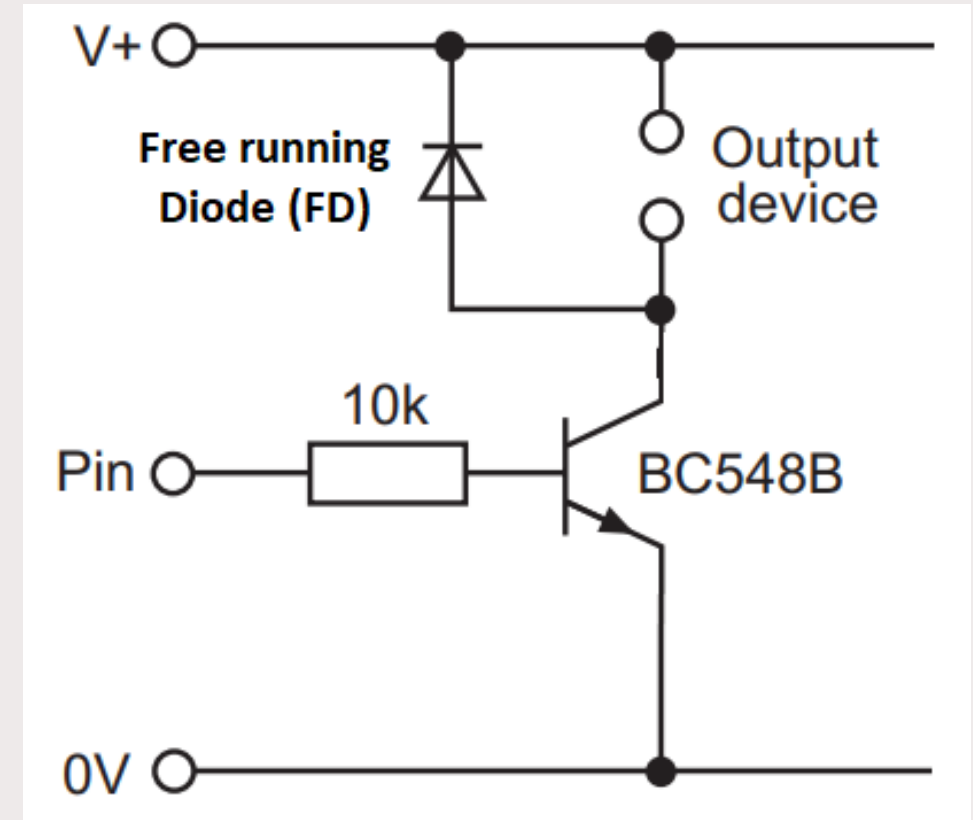 V+
Free running
Diode (FD)
Output
device
10k
Pin
BC548B
0V